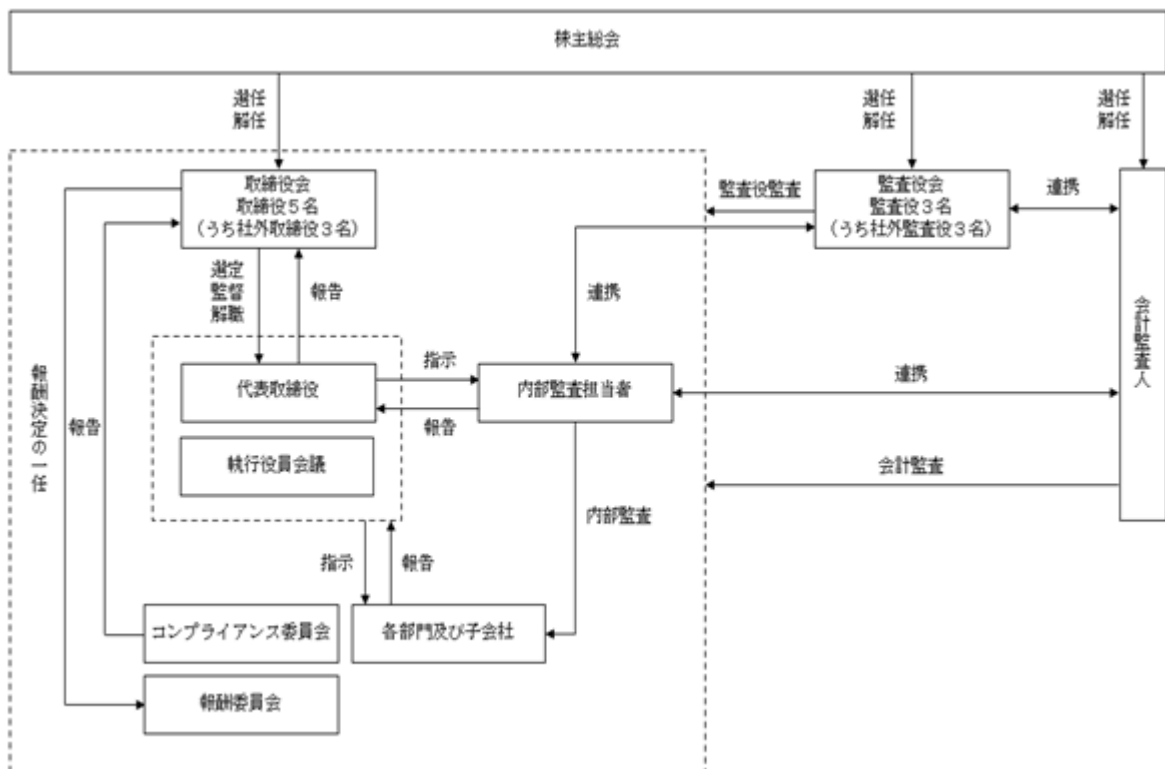 株主総会
選任
解任
選任
解任
選任
解任
取締役会
取締役5名
（うち社外取締役3名）
監査役監査
監査役会
監査役3名
（うち社外監査役3名）
連携
選定
監督
解職
報告
連携
会計監査人
報酬決定の一任
報告
代表取締役
指示
報告
内部監査担当者
連携
執行役員会議
会計監査
内部監査
指示
報告
コンプライアンス委員会
各部門及び子会社
報酬委員会